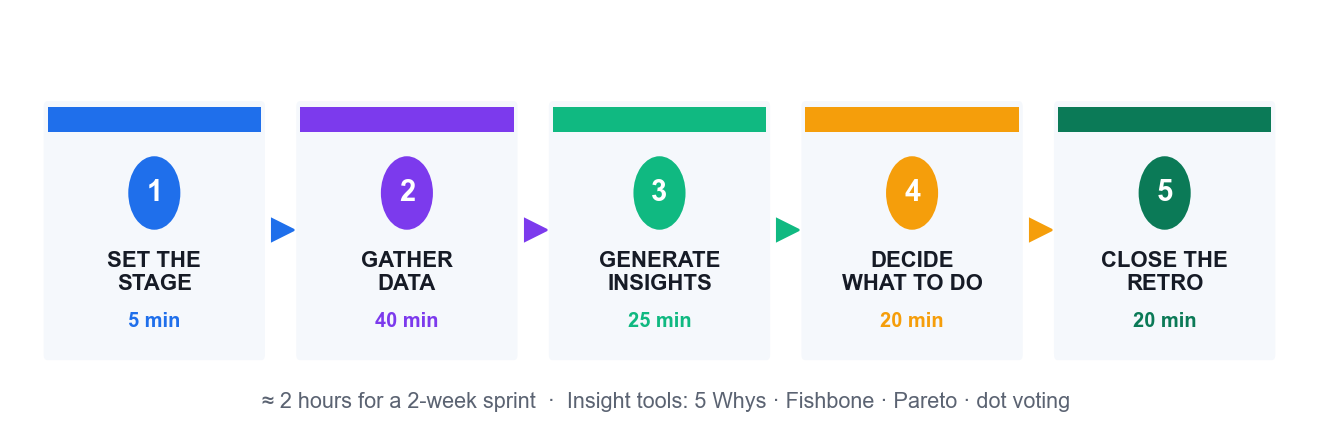 1
SET THE
STAGE
5 min
2
GATHER
DATA
40 min
3
GENERATE
INSIGHTS
25 min
4
DECIDE
WHAT TO DO
20 min
5
CLOSE THE
RETRO
20 min
≈ 2 hours for a 2-week sprint · Insight tools: 5 Whys · Fishbone · Pareto · dot voting